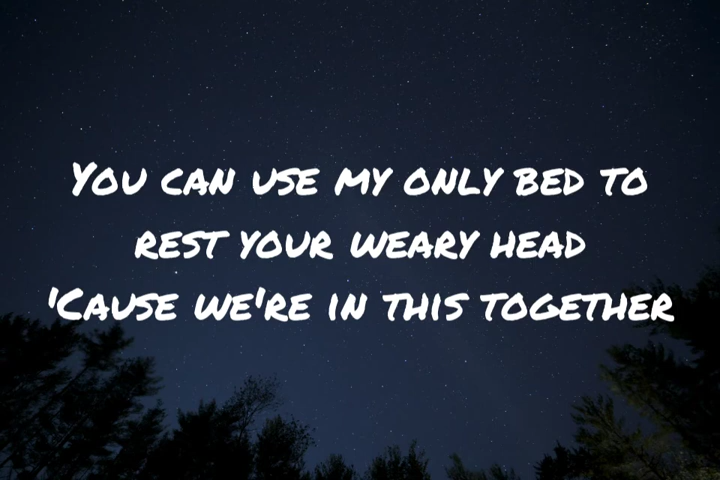 You can use my only bed to
rest your weary head
'Cause we're in this together